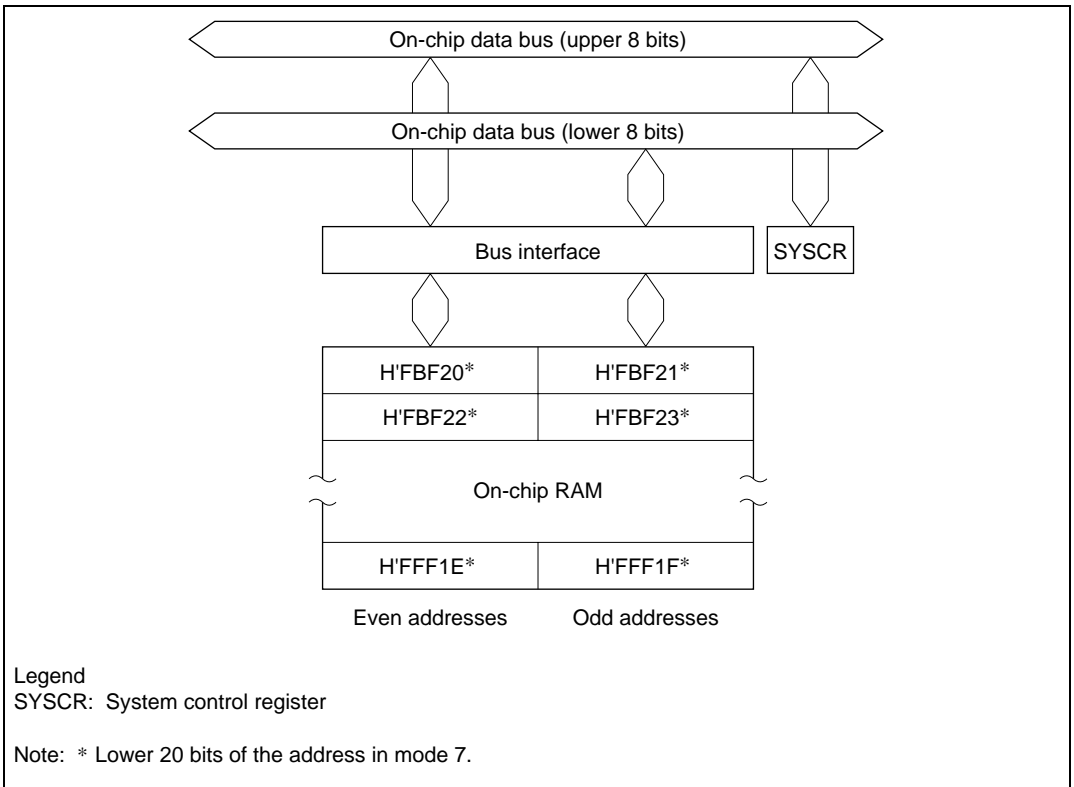 On-chip data bus (upper 8 bits)
On-chip data bus (lower 8 bits)
Bus interface
SYSCR
H'FBF20*
H'FBF21*
H'FBF22*
H'FBF23*
On-chip RAM
H'FFF1E*
H'FFF1F*
Even addresses
Odd addresses
Legend
SYSCR: System control register
Note: * Lower 20 bits of the address in mode 7.